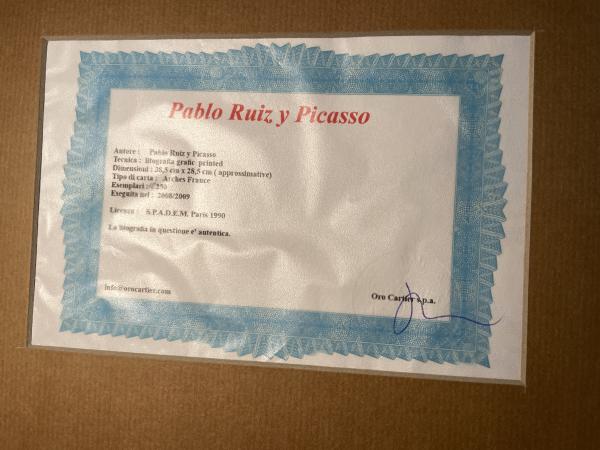 Pablo Ruiz y Picasso
Autore : Pablo Ruiz y Picasso
Tecnica : litografia grafic printed
Dimensioni : 38,5 cm x 28,5 cm ( approssimative)
Tipo di carta : Arches France
Esemplari : 250
Eseguita nel : 2008/2009
Licenza : S.P.A.D.E.M. Paris 1990
La litografia in questione e' autentica.
info@orocartier.com
Oro Cartier s.p.a.